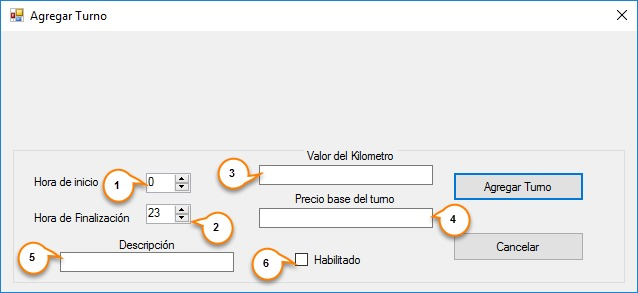 Agregar Turno
Valor del Kilometro
3
Hora de inicio
1
0
Agregar Turno
Precio base del turno
Hora de Finalización
23
2
4
Descripción
Cancelar
5
6
Habilitado